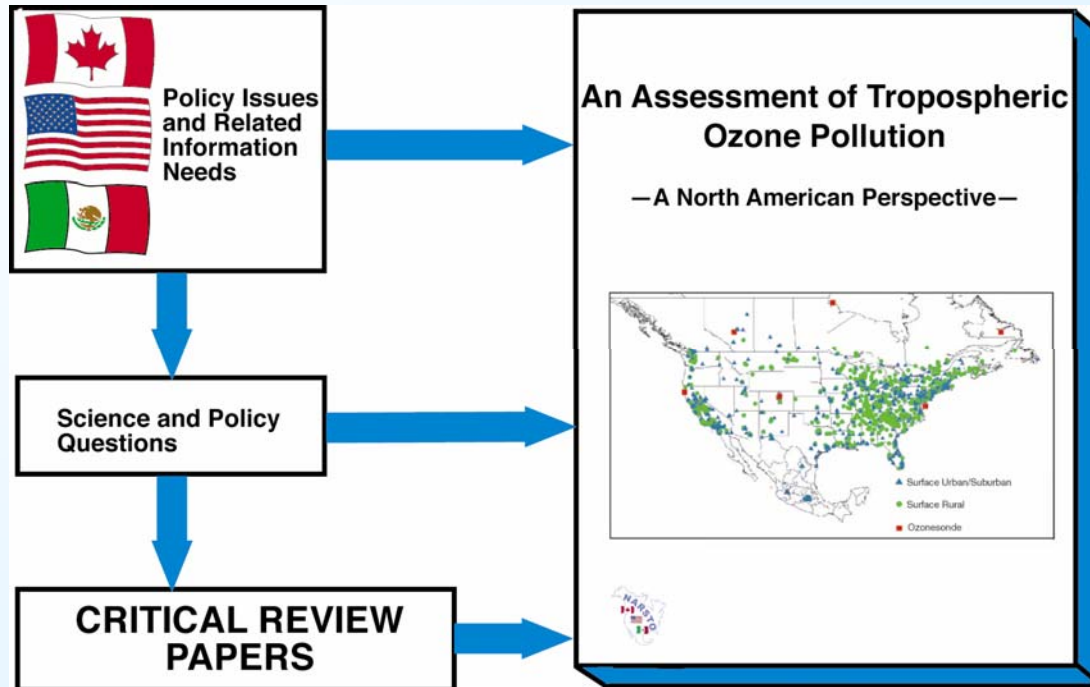 Policy Issues
and Related
Information
Needs
Science and Policy
Questions
CRITICAL REVIEW
PAPERS
An Assessment of Tropospheric
Ozone Pollution
—A North American Perspective—
Surface Urban/Suburban
Surface Rural
Ozonesonde
NARSTO